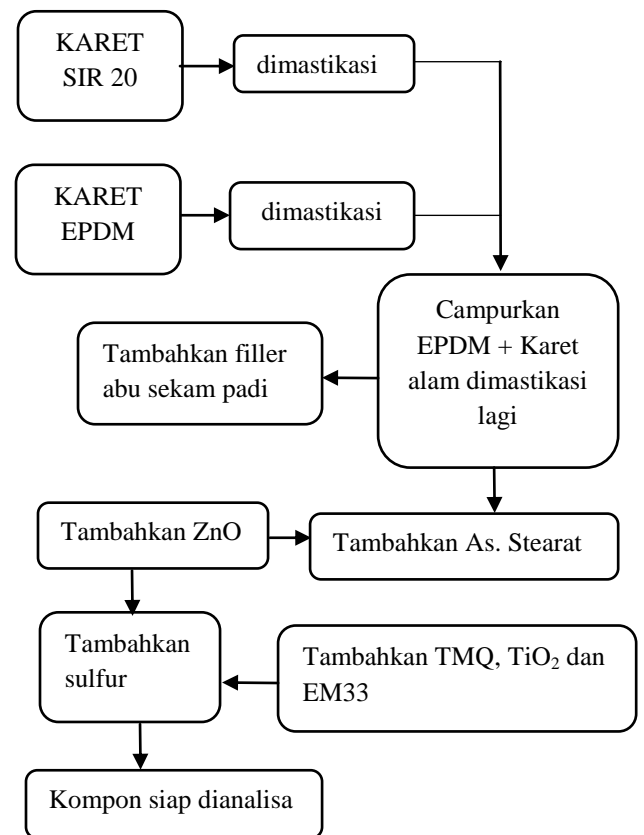 KARET
SIR 20
dimastikasi
KARET
EPDM
dimastikasi
Campurkan
EPDM + Karet
alam dimastikasi
lagi
Tambahkan filler
abu sekam padi
Tambahkan ZnO
Tambahkan As. Stearat
Tambahkan
sulfur
Tambahkan TMQ, TiO₂ dan
EM33
Kompon siap dianalisa